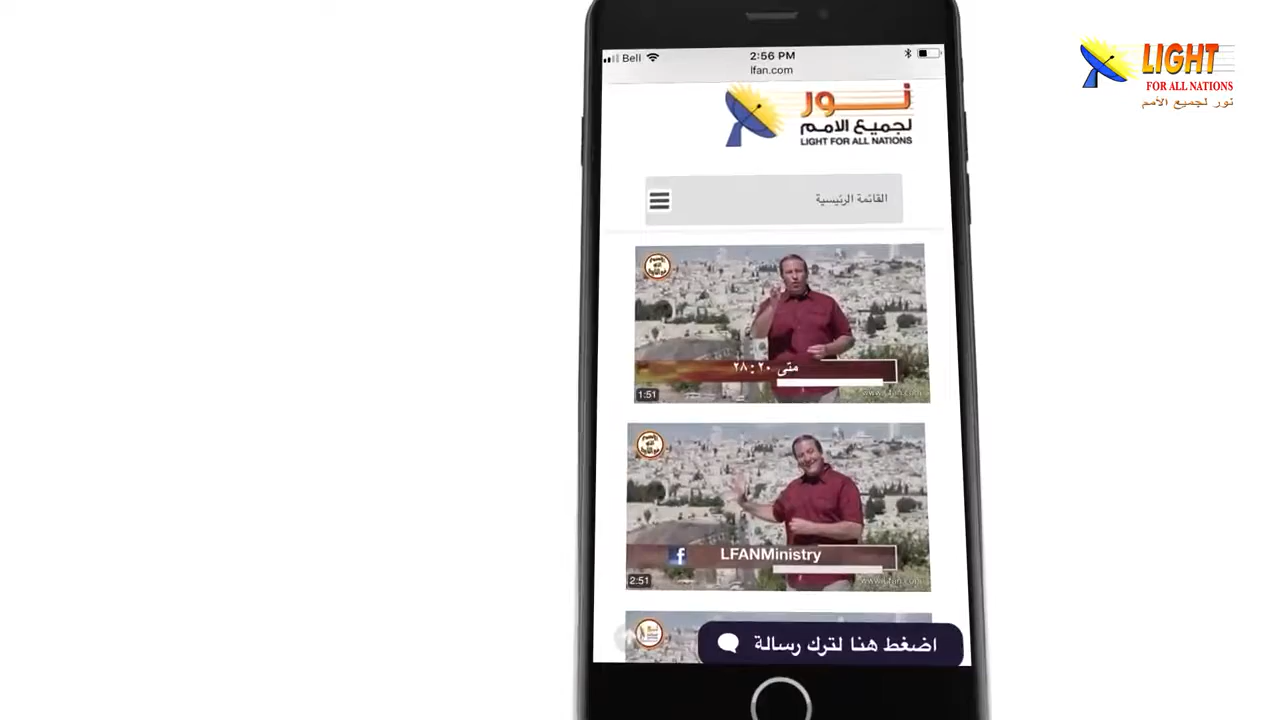 Bell
2:56 PM
lfan.com
نور
لجميع الامم
LIGHT FOR ALL NATIONS
LIGHT
FOR ALL NATIONS
نور لجميع الأمم
القائمة الرئيسية
متى ٢٠ : ٢٨
1:51
LFANMinistry
2:51
اضغط هنا لترك رسالة